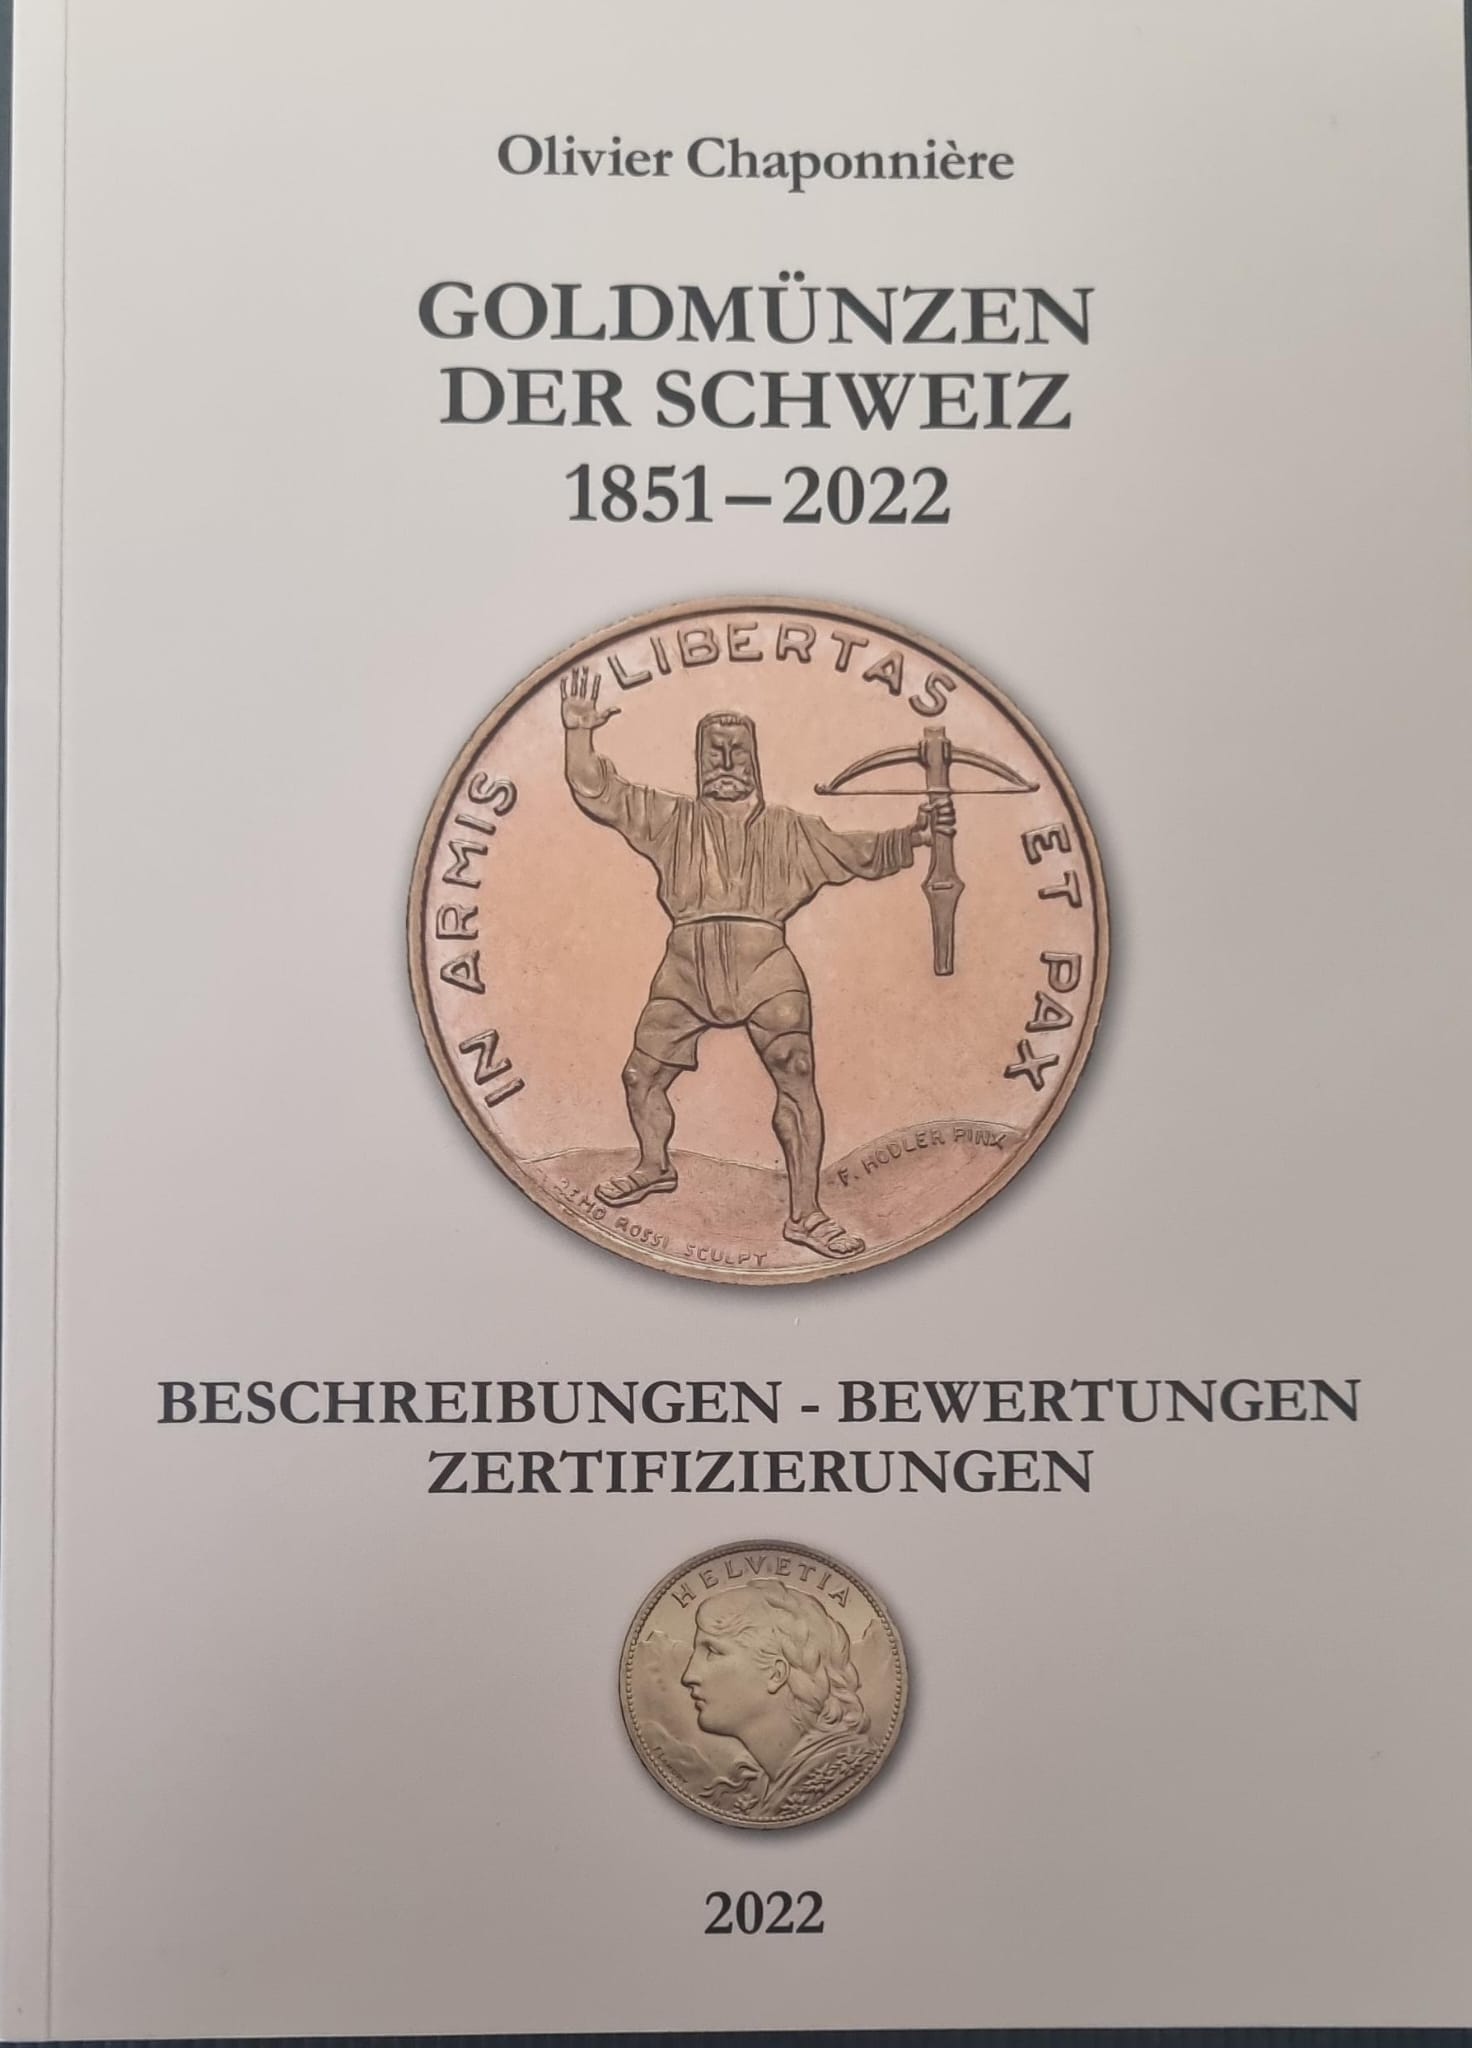 Olivier Chaponnière
GOLDMÜNZEN
DER SCHWEIZ
1851–2022
IN ARMIS LIBERTAS ET PAX
F. HODLER PINX
REMO ROSSI SCULPT
BESCHREIBUNGEN - BEWERTUNGEN
ZERTIFIZIERUNGEN
HELVETIA
2022